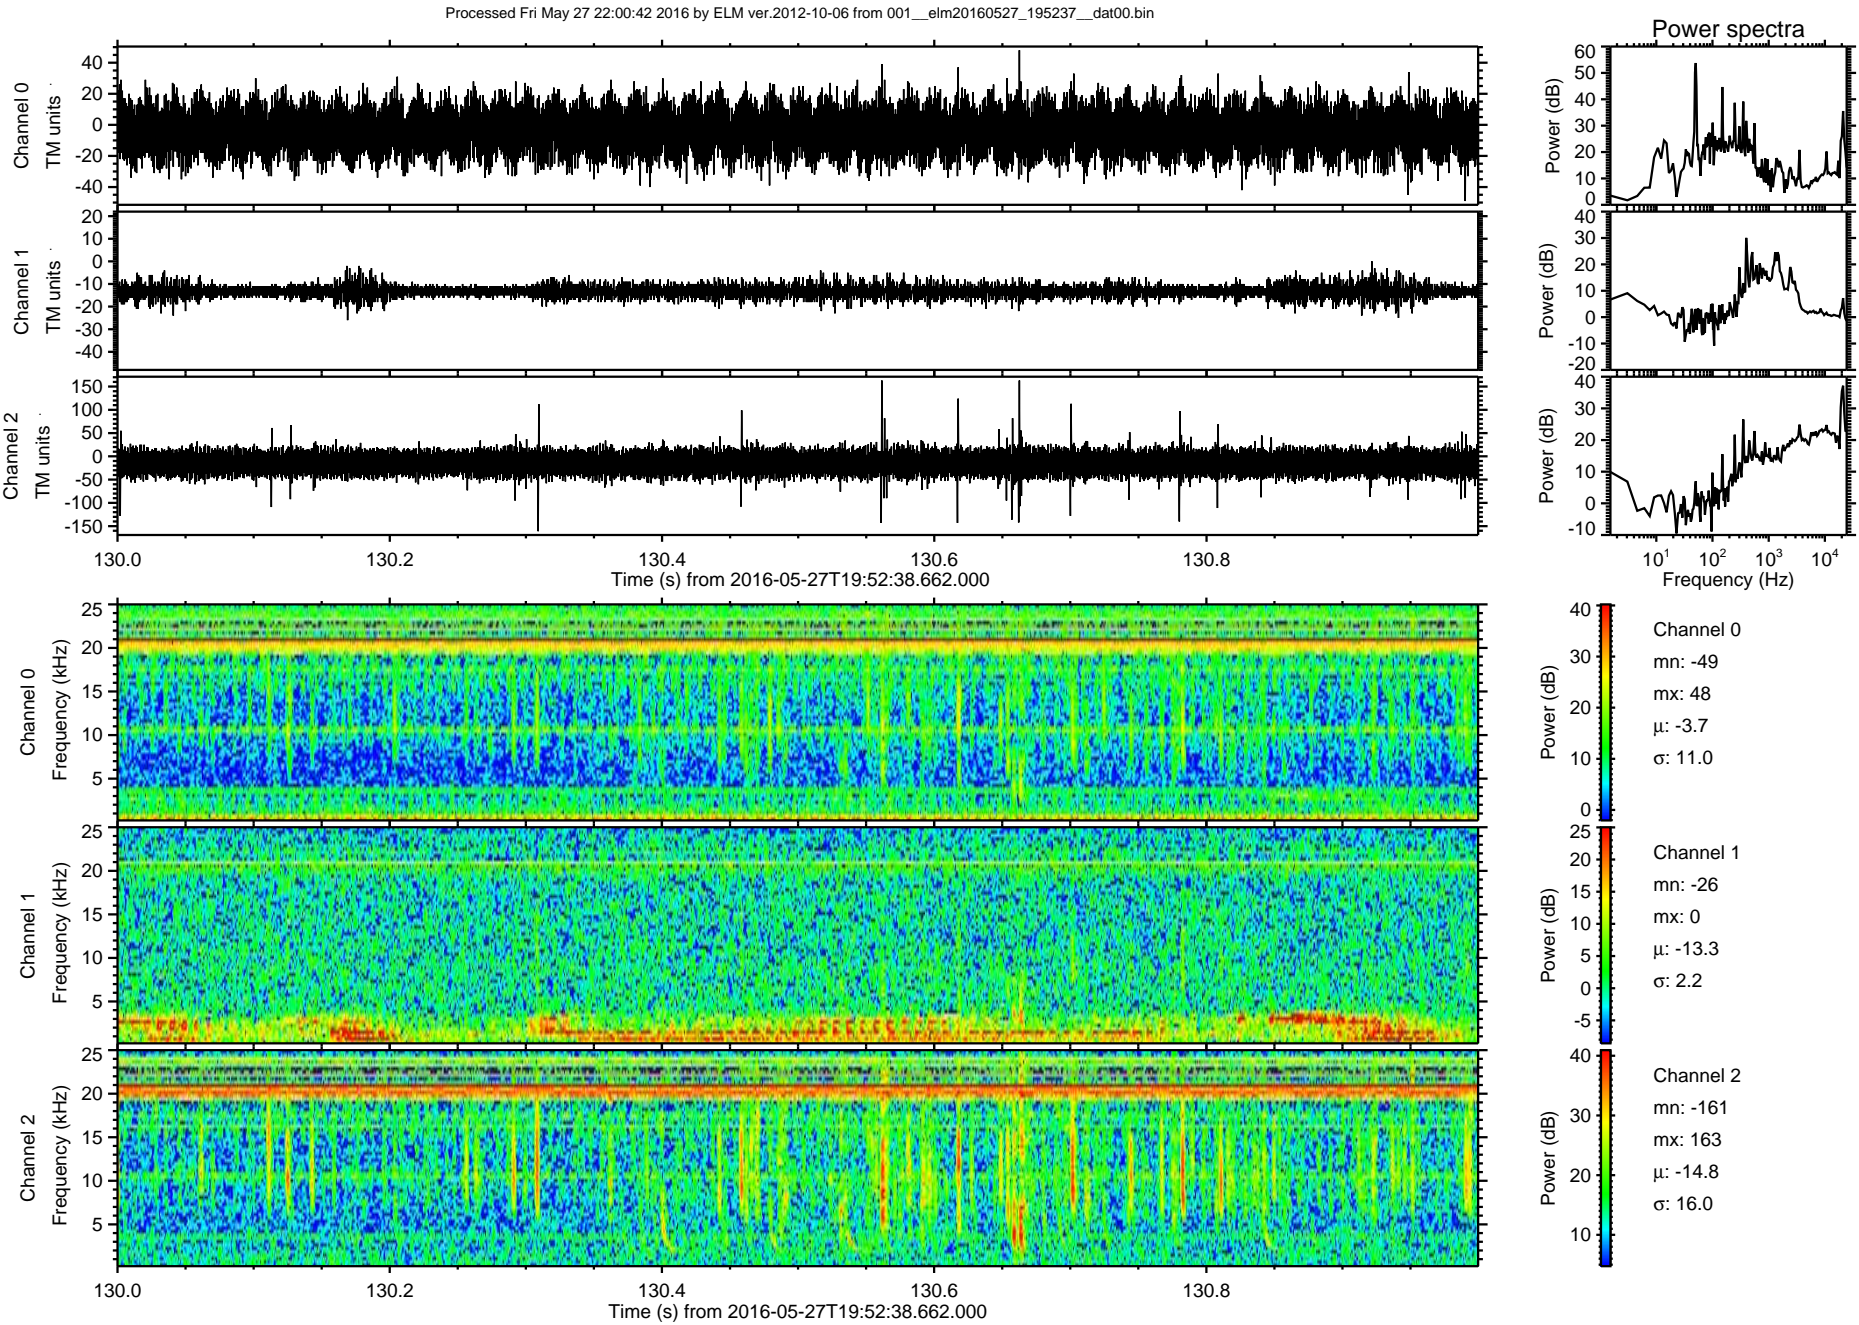 Processed Fri May 27 22:00:42 2016 by ELM ver.2012-10-06 from 001__elm20160527_195237__dat00.bin
Power spectra
Channel 0
TM units
40
20
0
-20
-40
Power (dB)
60
50
40
30
20
10
0
Channel 1
TM units
20
10
0
-10
-20
-30
-40
Power (dB)
40
30
20
10
0
-10
-20
Channel 2
TM units
150
100
50
0
-50
-100
-150
Power (dB)
40
30
20
10
0
-10
130.0 130.2 130.4 130.6 130.8
Time (s) from 2016-05-27T19:52:38.662.000
10¹ 10² 10³ 10⁴
Frequency (Hz)
Channel 0
Frequency (kHz)
25
20
15
10
5
Power (dB)
40
30
20
10
0
Channel 0
mn: -49
mx: 48
μ: -3.7
σ: 11.0
Channel 1
Frequency (kHz)
25
20
15
10
5
Power (dB)
25
20
15
10
5
0
-5
Channel 1
mn: -26
mx: 0
μ: -13.3
σ: 2.2
Channel 2
Frequency (kHz)
25
20
15
10
5
Power (dB)
40
30
20
10
Channel 2
mn: -161
mx: 163
μ: -14.8
σ: 16.0
130.0 130.2 130.4 130.6 130.8
Time (s) from 2016-05-27T19:52:38.662.000